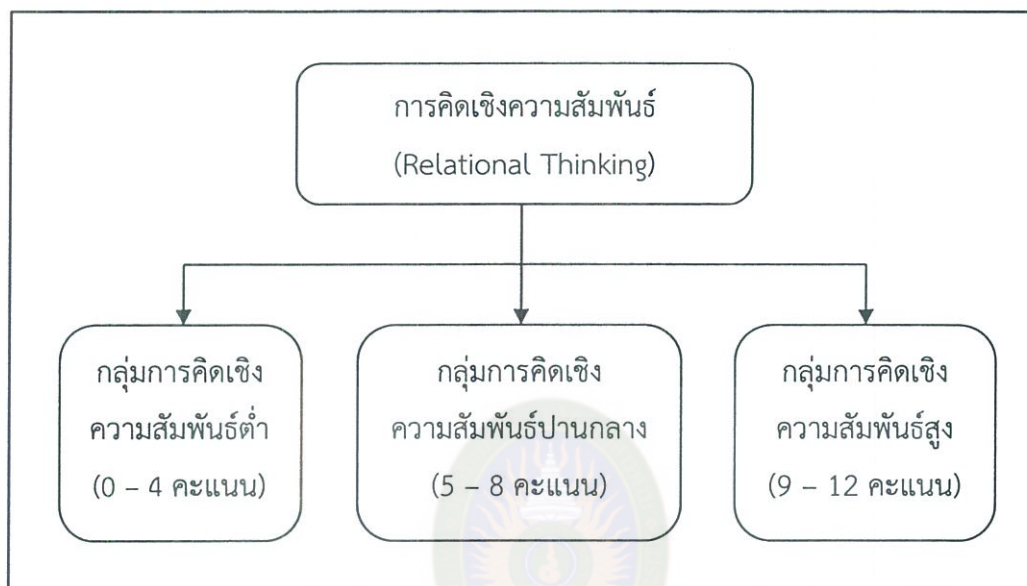 การคิดเชิงความสัมพันธ์
(Relational Thinking)
กลุ่มการคิดเชิง
ความสัมพันธ์ต่ำ
(0 – 4 คะแนน)
กลุ่มการคิดเชิง
ความสัมพันธ์ปานกลาง
(5 – 8 คะแนน)
กลุ่มการคิดเชิง
ความสัมพันธ์สูง
(9 – 12 คะแนน)